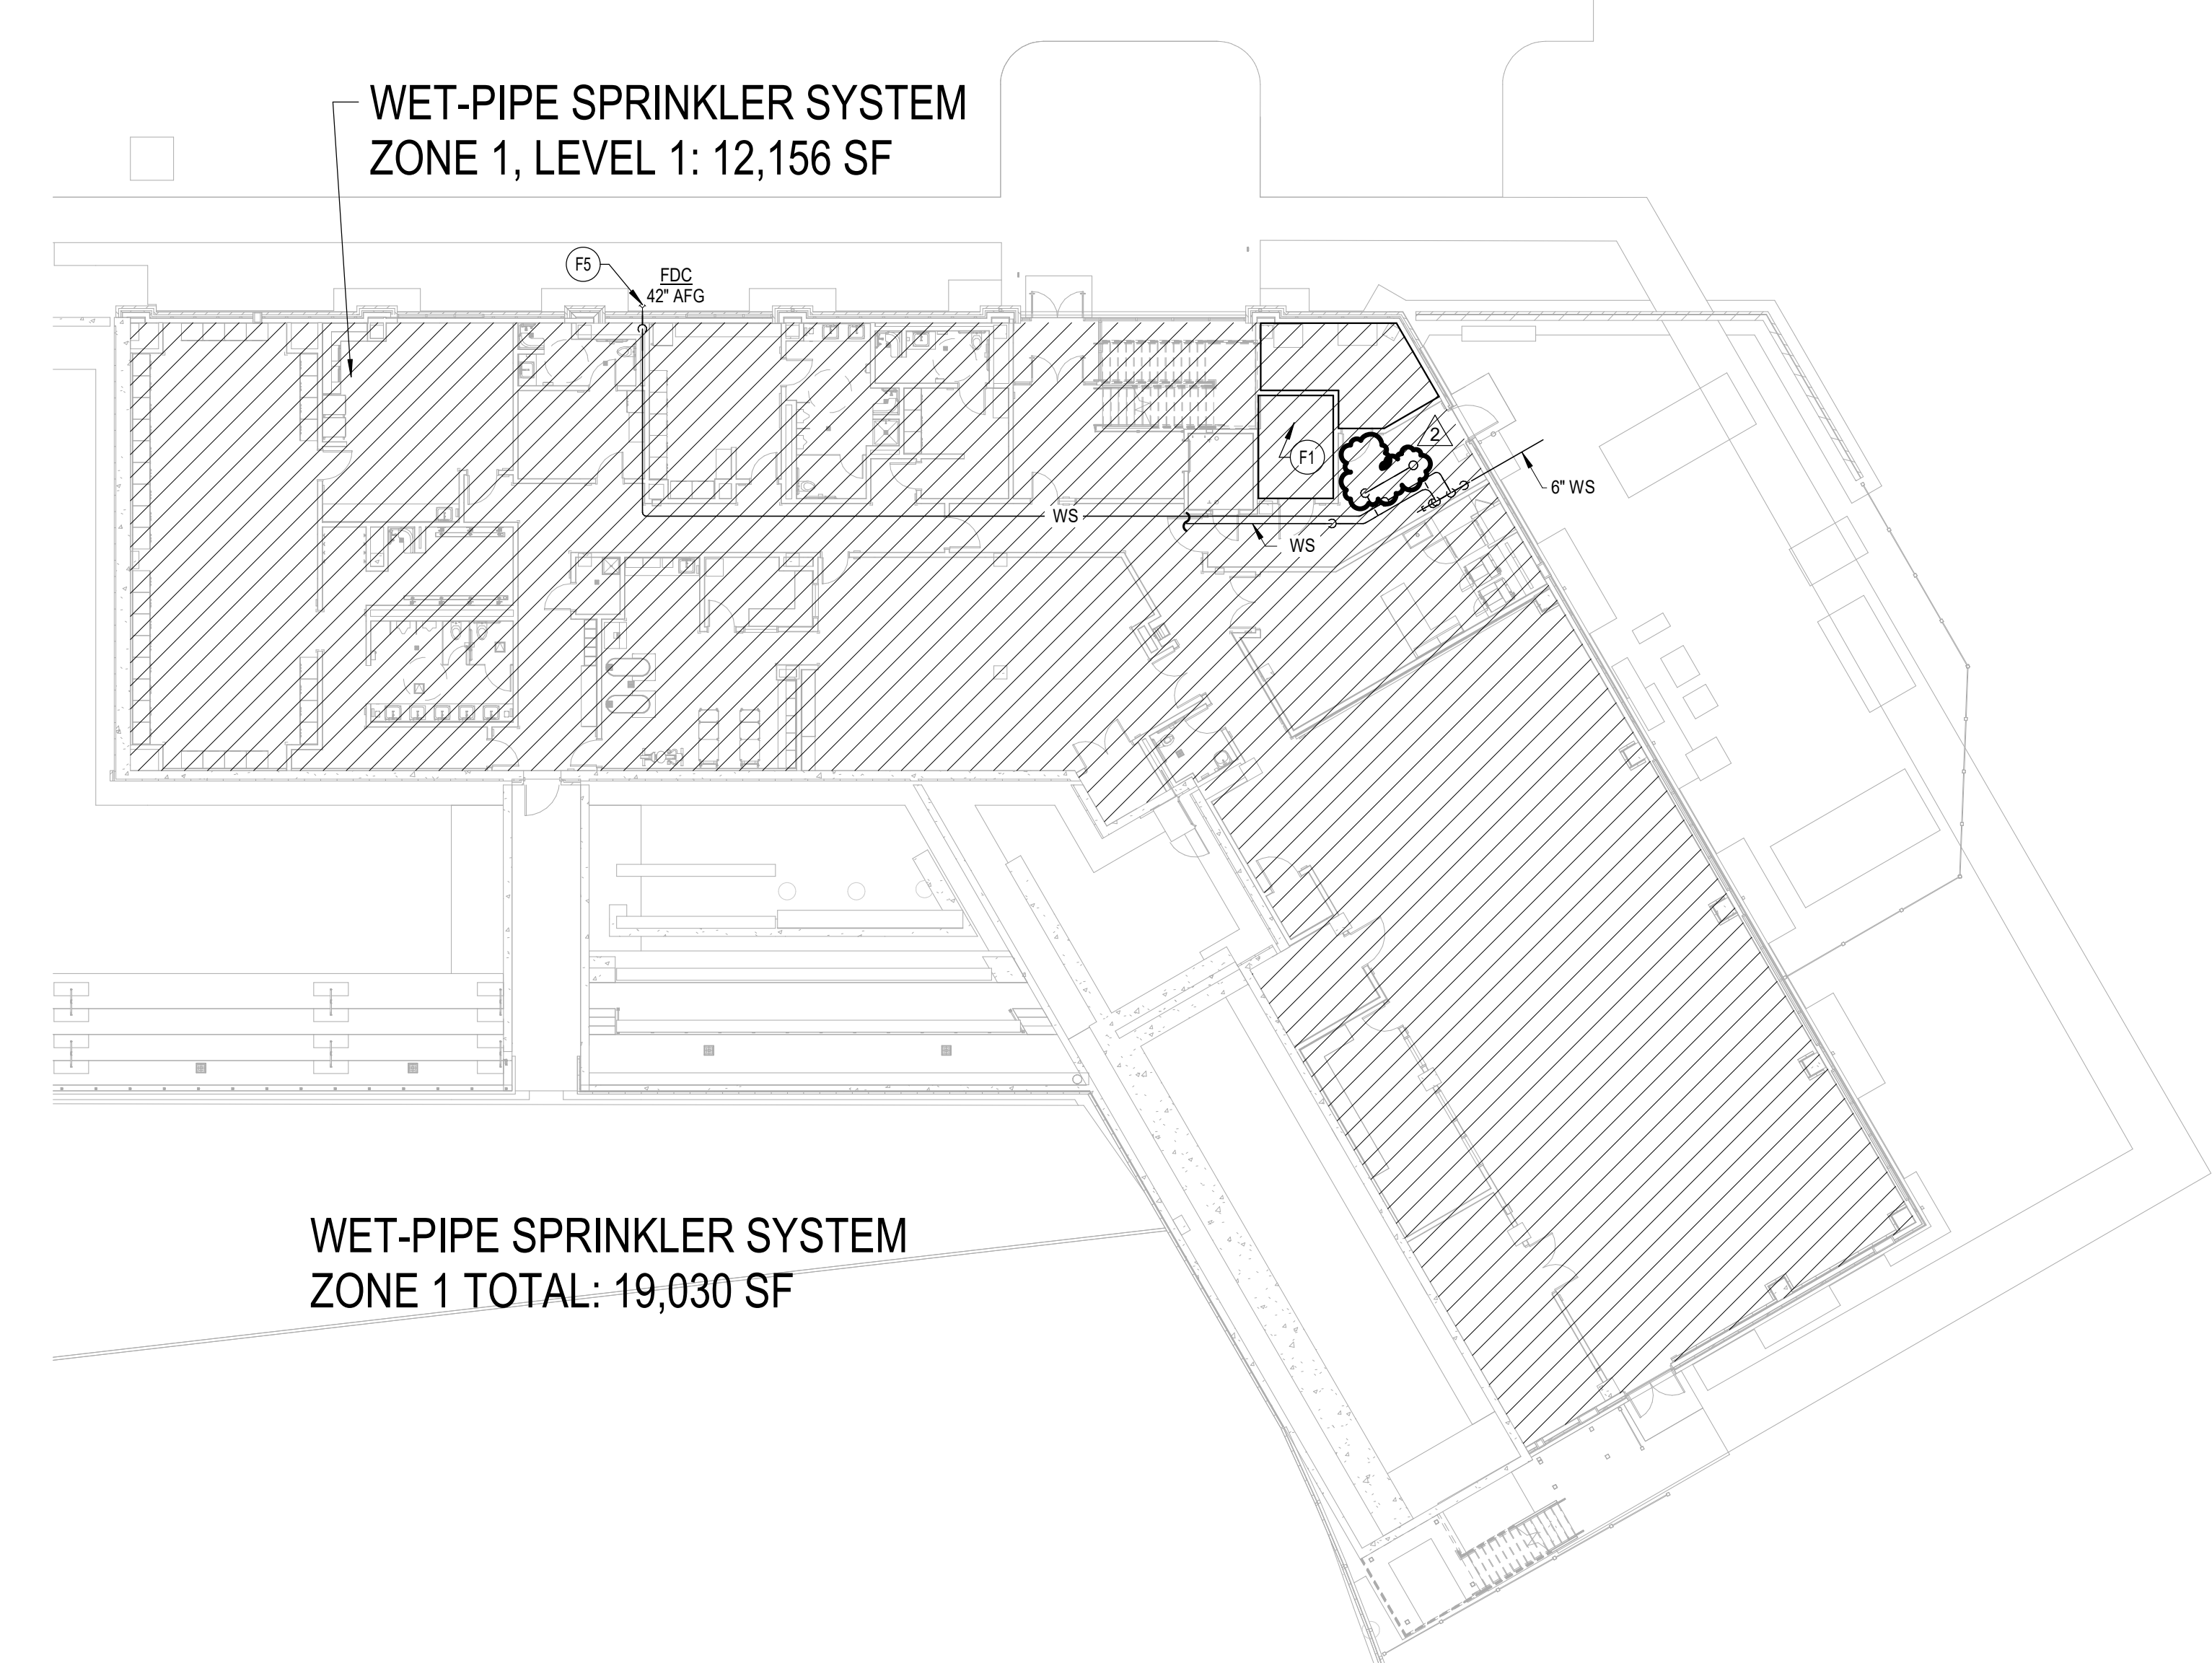 WET-PIPE SPRINKLER SYSTEM
ZONE 1, LEVEL 1: 12,156 SF
F5
FDC
42" AFG
2
F1
6" WS
WS
WS
WET-PIPE SPRINKLER SYSTEM
ZONE 1 TOTAL: 19,030 SF